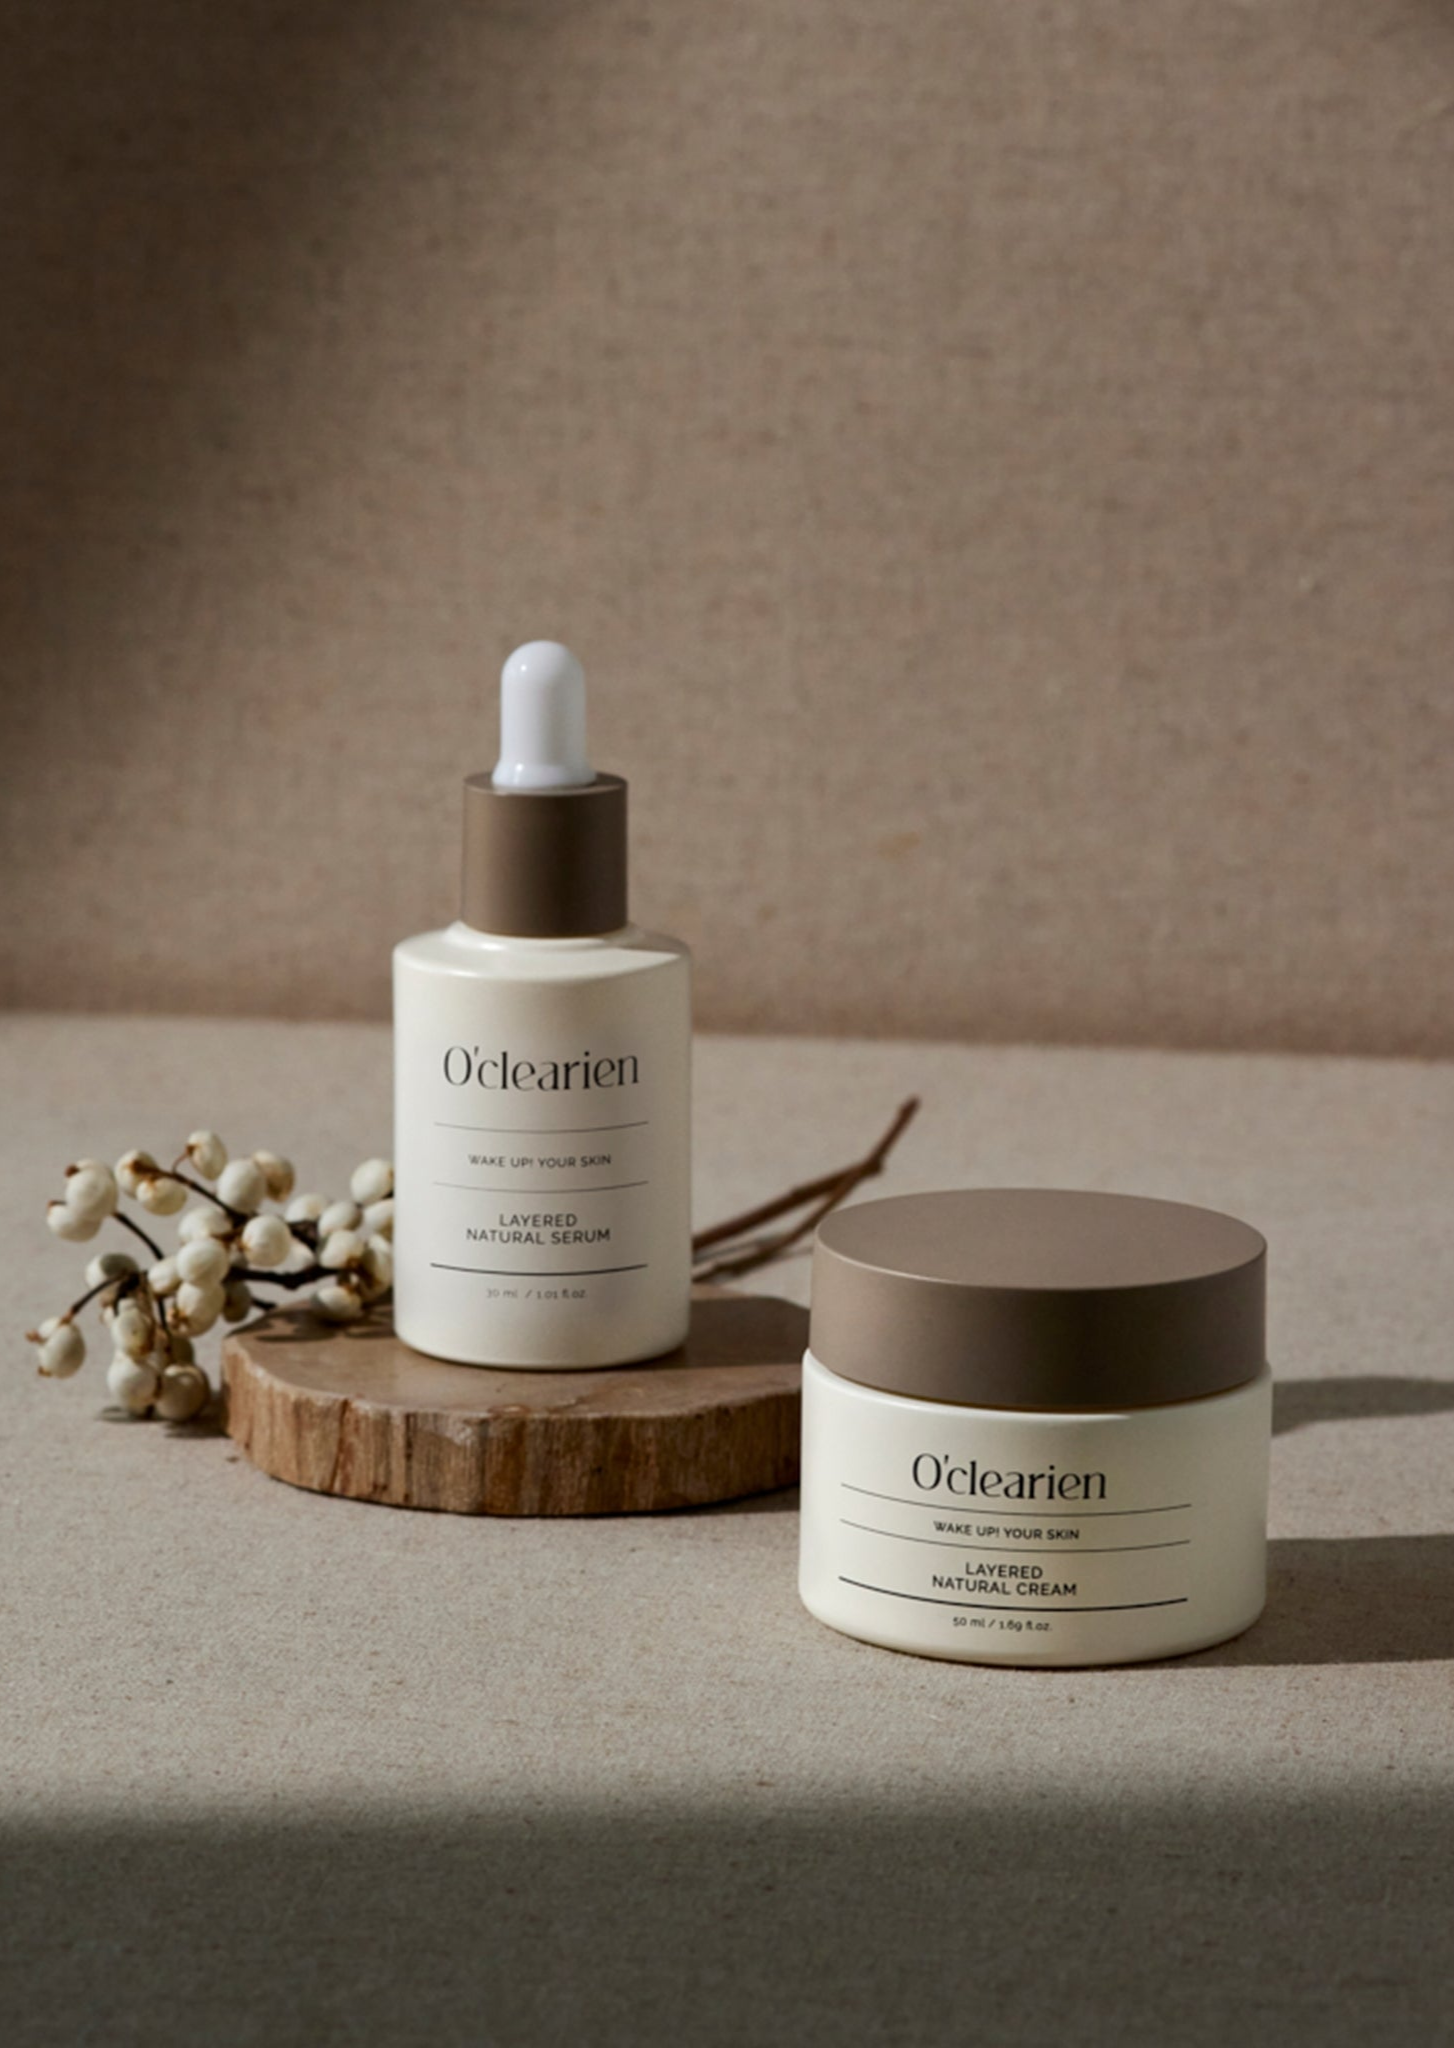 O'clearien
WAKE UP! YOUR SKIN
LAYERED
NATURAL SERUM
30 ml / 1.01 fl.oz.
O'clearien
WAKE UP! YOUR SKIN
LAYERED
NATURAL CREAM
50 ml / 1.69 fl.oz.